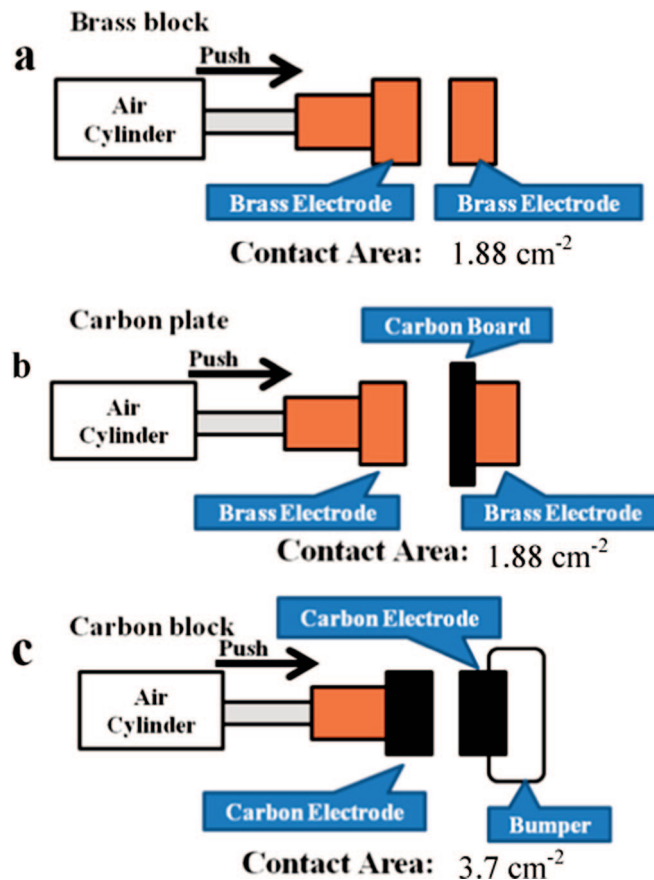 Brass block
a
Push
Air
Cylinder
Brass Electrode
Brass Electrode
Contact Area: 1.88 cm-2
Carbon plate
Carbon Board
b
Push
Air
Cylinder
Brass Electrode
Brass Electrode
Contact Area: 1.88 cm-2
Carbon Electrode
Carbon block
c
Push
Air
Cylinder
Carbon Electrode
Bumper
Contact Area: 3.7 cm-2